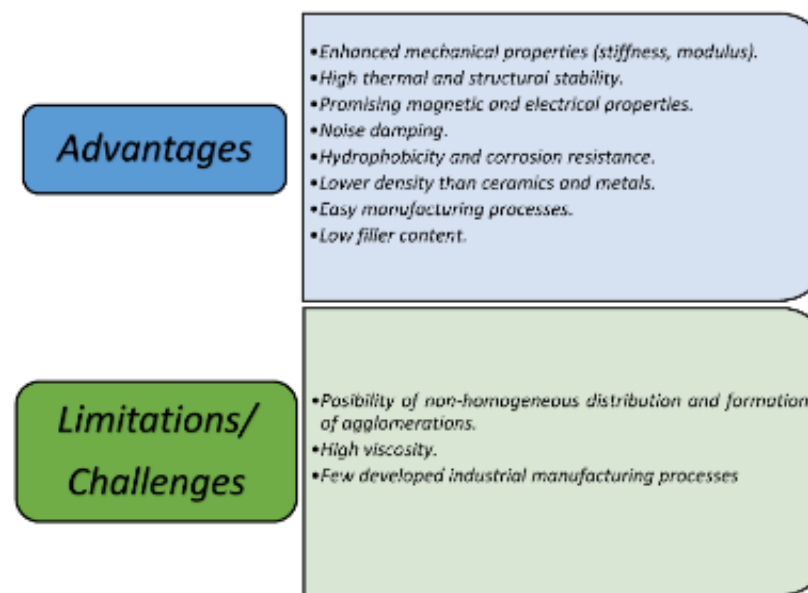 Advantages
•Enhanced mechanical properties (stiffness, modulus).
•High thermal and structural stability.
•Promising magnetic and electrical properties.
•Noise damping.
•Hydrophobicity and corrosion resistance.
•Lower density than ceramics and metals.
•Easy manufacturing processes.
•Low filler content.
Limitations/
Challenges
•Posibility of non-homogeneous distribution and formation
of agglomerations.
•High viscosity.
•Few developed industrial manufacturing processes